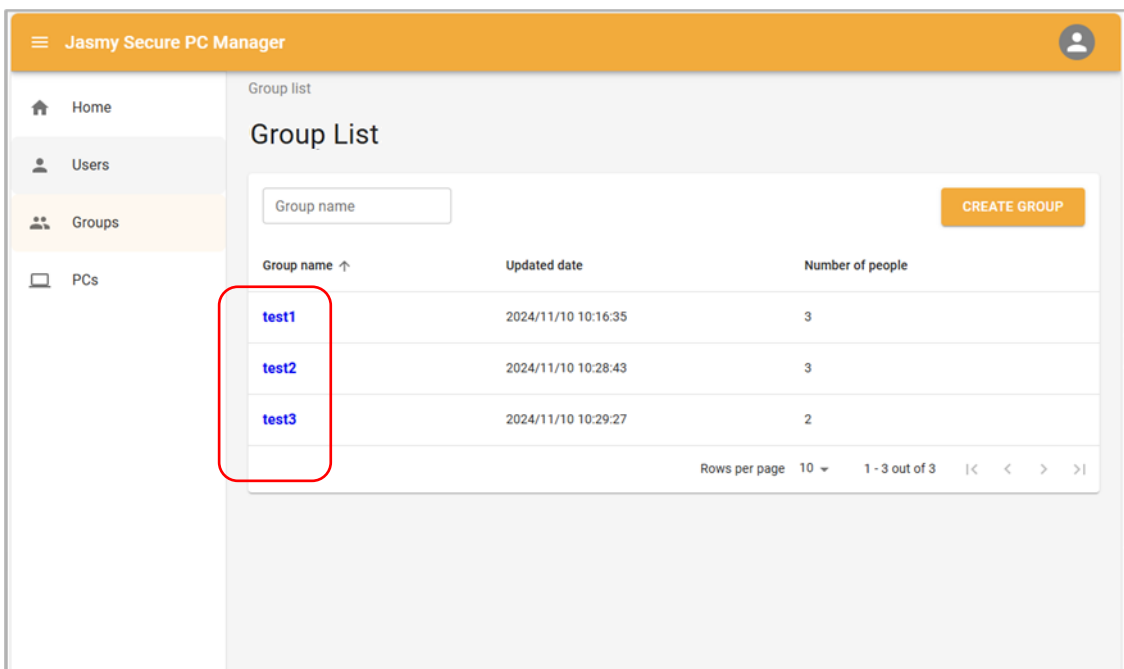 Jasmy Secure PC Manager
Home
Users
Groups
PCs
Group list
Group List
Group name
CREATE GROUP
Group name Updated date Number of people
test1 2024/11/10 10:16:35 3
test2 2024/11/10 10:28:43 3
test3 2024/11/10 10:29:27 2
Rows per page 10 1 - 3 out of 3